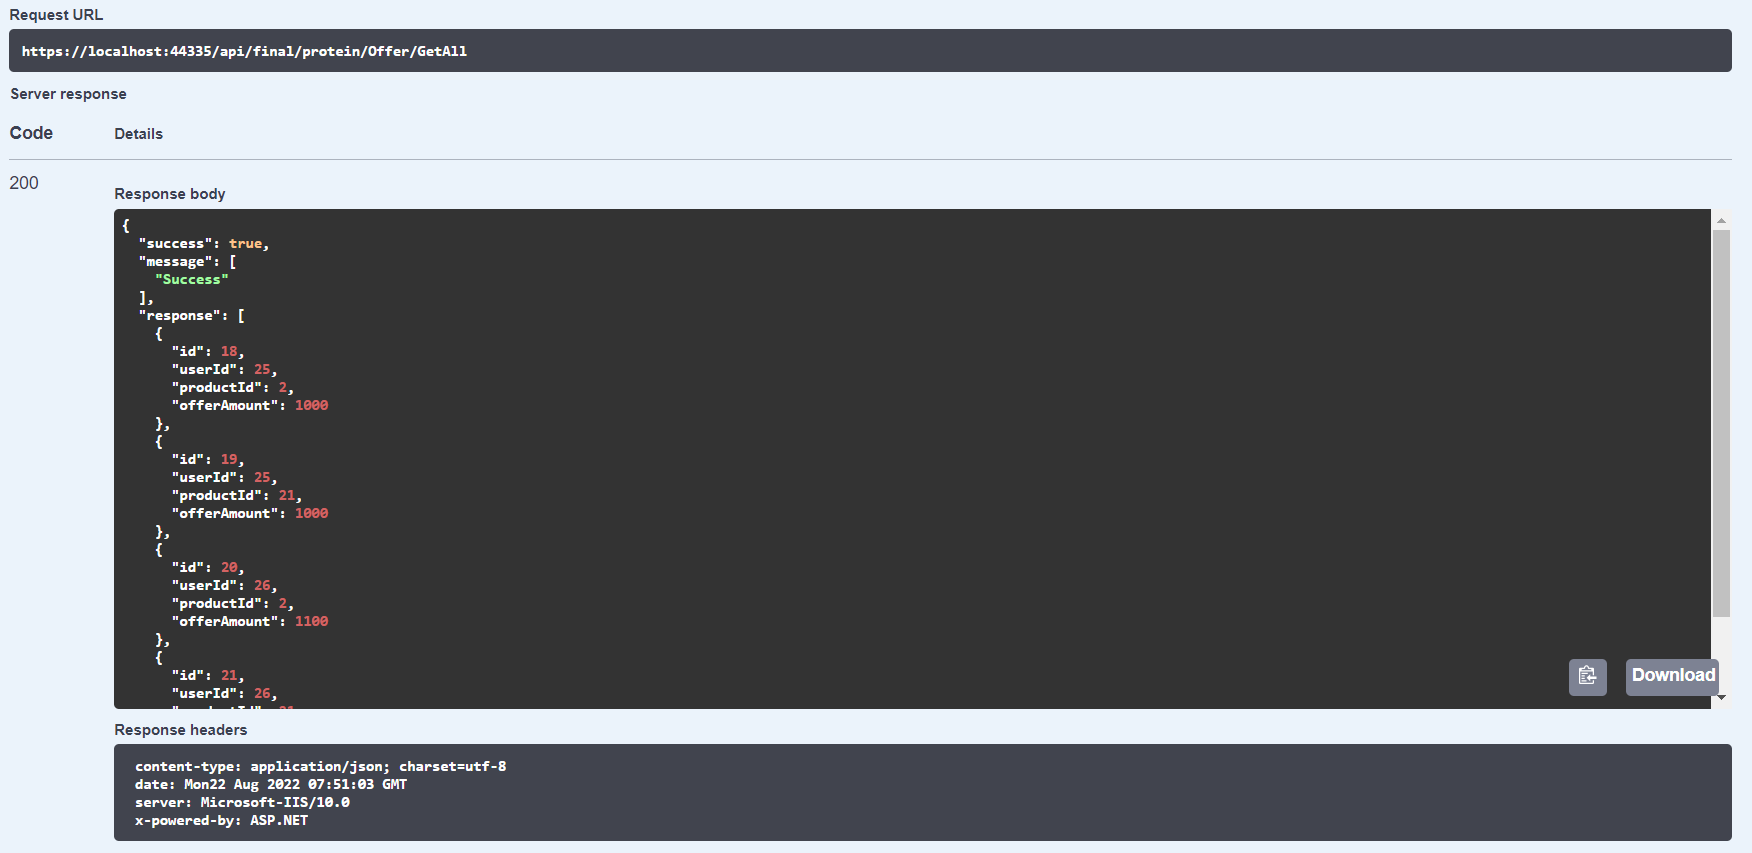 Request URL
https://localhost:44335/api/final/protein/Offer/GetAll
Server response
Code Details
200
Response body
{
"success": true,
"message": [
"Success"
],
"response": [
{
"id": 18,
"userId": 25,
"productId": 2,
"offerAmount": 1000
},
{
"id": 19,
"userId": 25,
"productId": 21,
"offerAmount": 1000
},
{
"id": 20,
"userId": 26,
"productId": 2,
"offerAmount": 1100
},
{
"id": 21,
"userId": 26,
Download
Response headers
content-type: application/json; charset=utf-8
date: Mon22 Aug 2022 07:51:03 GMT
server: Microsoft-IIS/10.0
x-powered-by: ASP.NET